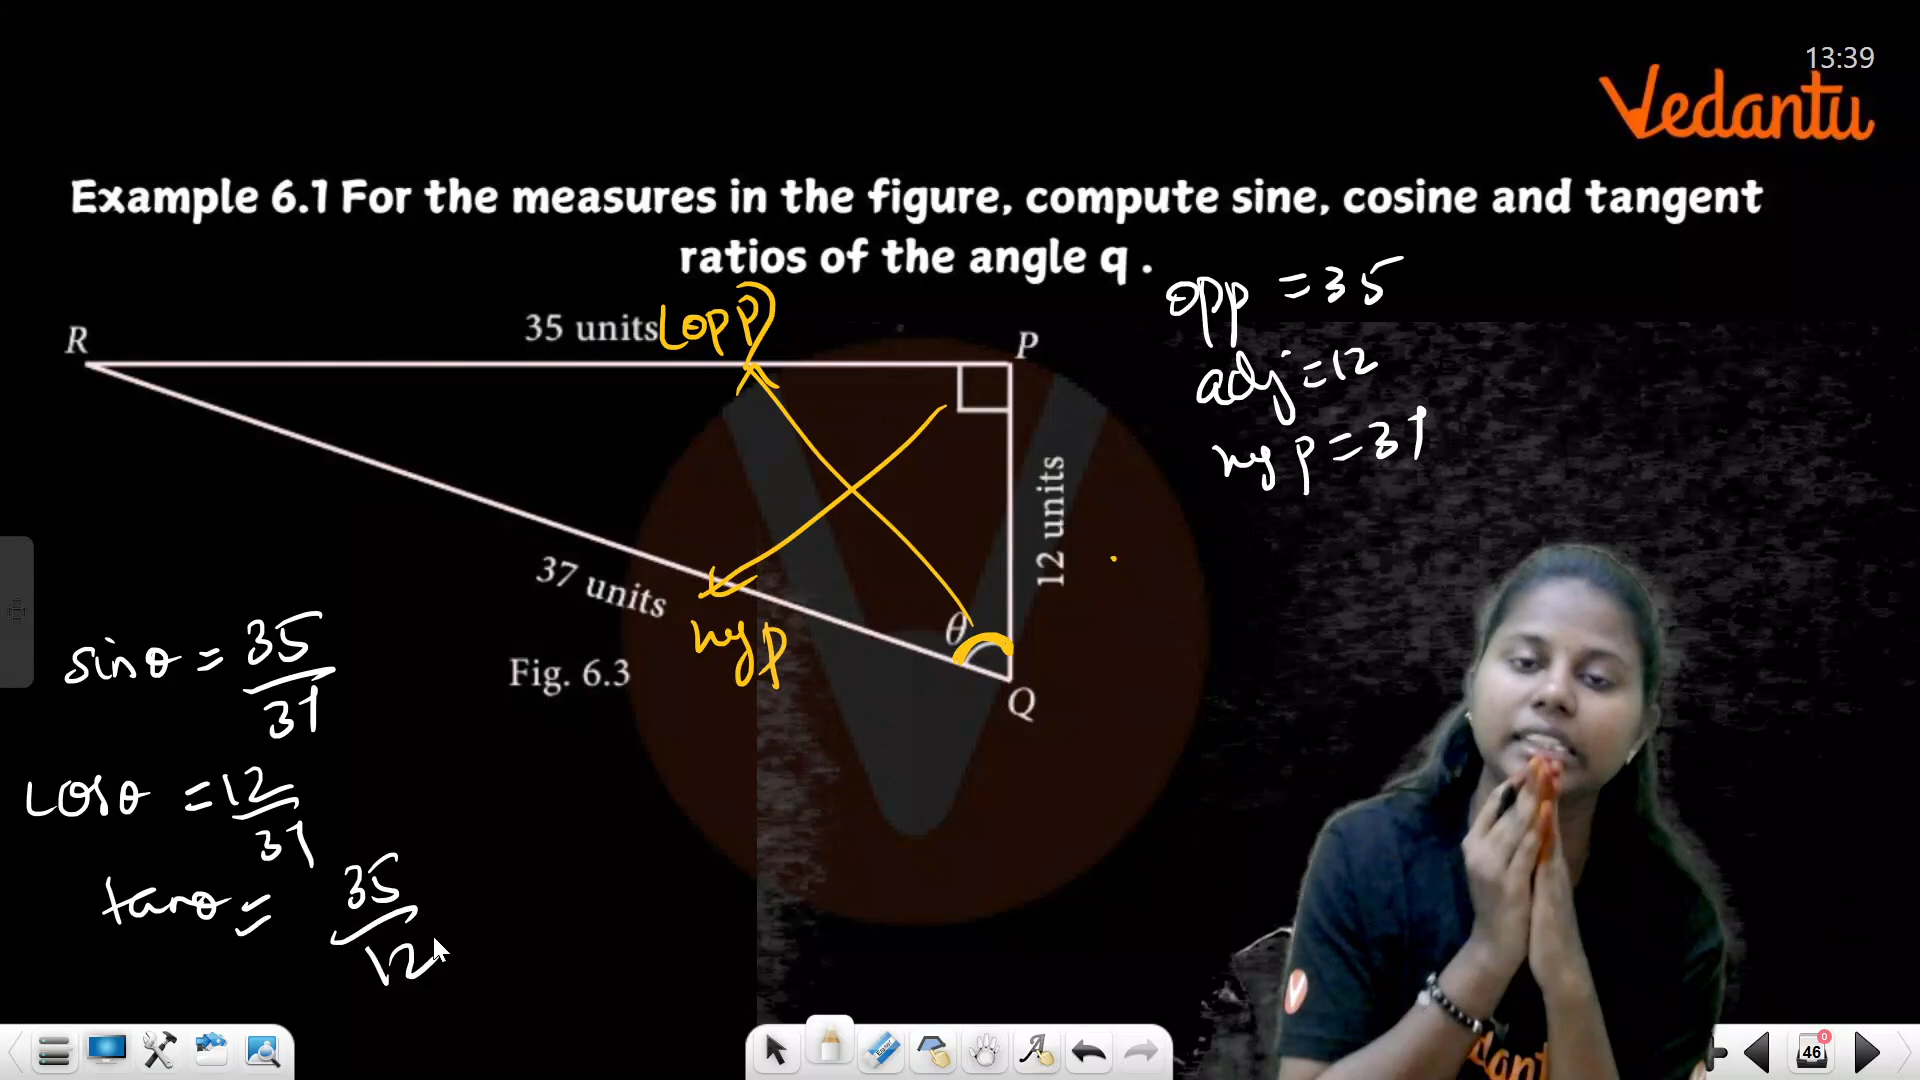 13:39
Vedantu
Example 6.1 For the measures in the figure, compute sine, cosine and tangent
ratios of the angle q .
opp = 35
adj = 12
hyp = 37
R
35 units
(opp)
P
12 units
37 units
hyp
θ
Q
Fig. 6.3
sinθ = 35/37
cosθ = 12/37
tanθ = 35/12
46
0